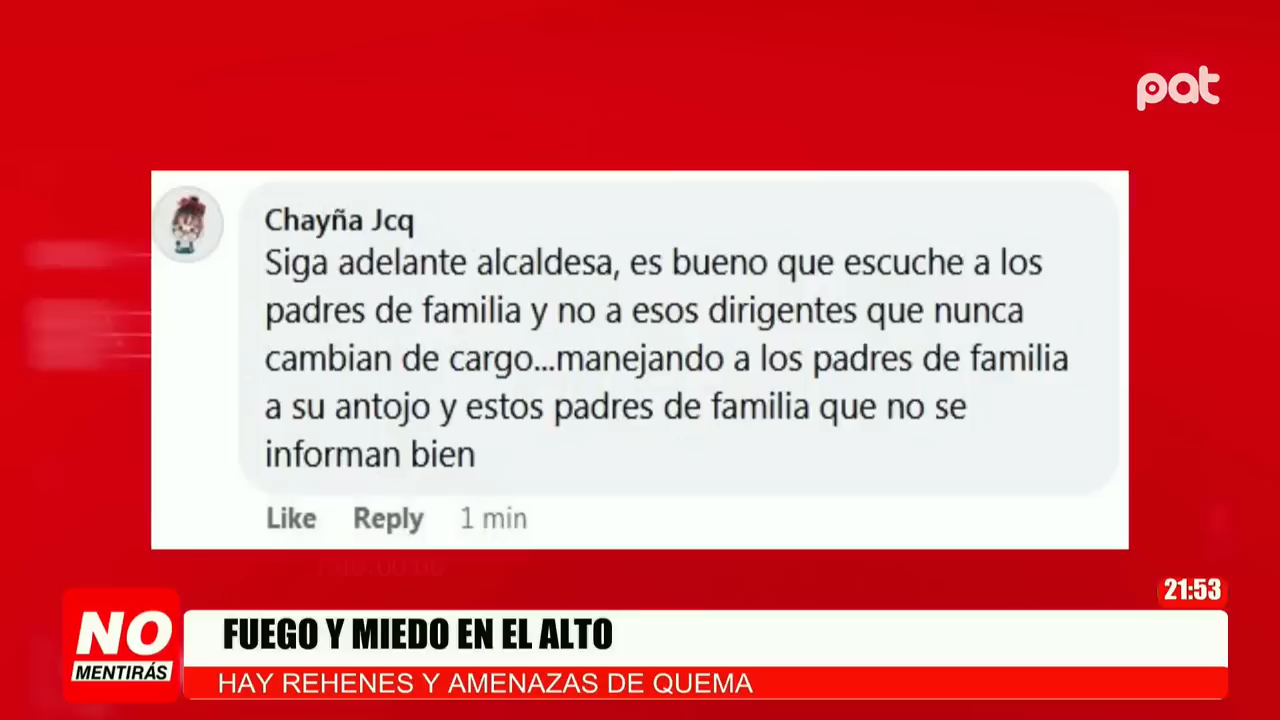 pat
Chayña Jcq
Siga adelante alcaldesa, es bueno que escuche a los
padres de familia y no a esos dirigentes que nunca
cambian de cargo...manejando a los padres de familia
a su antojo y estos padres de familia que no se
informan bien
Like Reply 1 min
21:53
NO
MENTIRÁS
FUEGO Y MIEDO EN EL ALTO
HAY REHENES Y AMENAZAS DE QUEMA